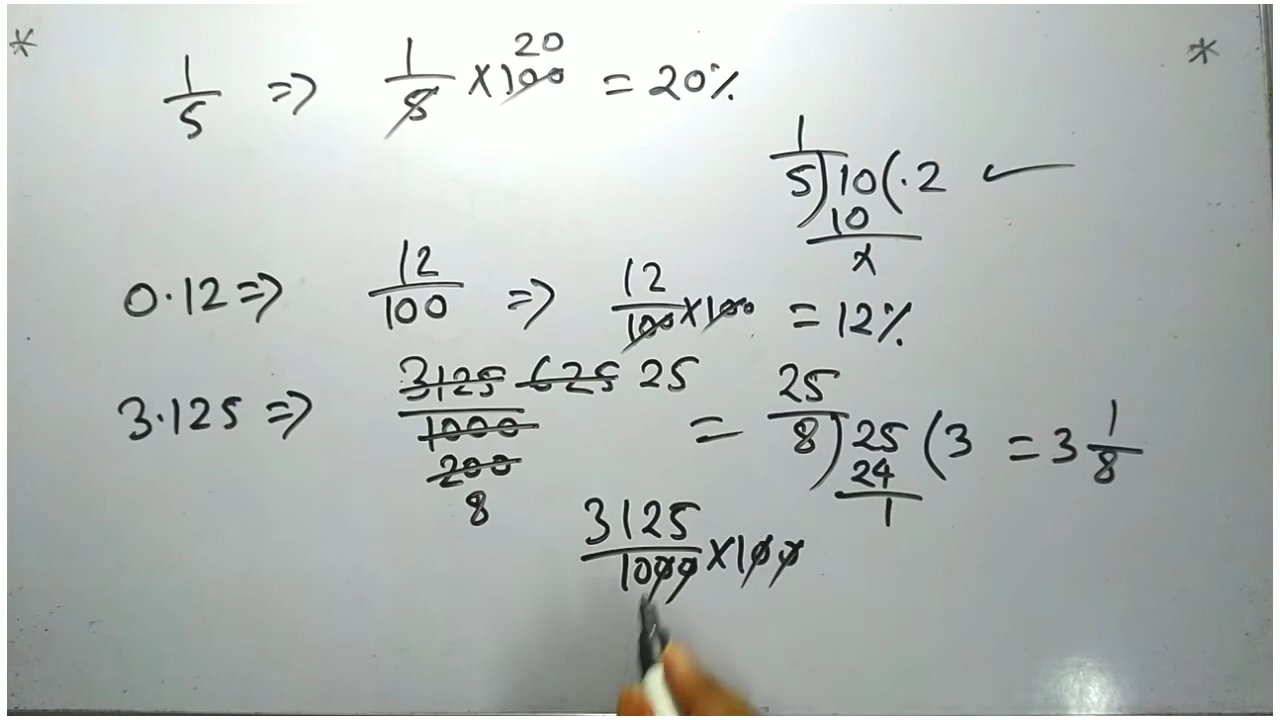 * *
1/5 => 1/5 ×100 20 = 20%
1/5 5)10(.2 ✓
10
x
0.12 => 12/100 => 12/100 ×100 = 12%
3.125 => 3125 625 25 / 1000 200 8 = 25/8 8)25(3 = 3 1/8
24
1
3125/1000 ×100